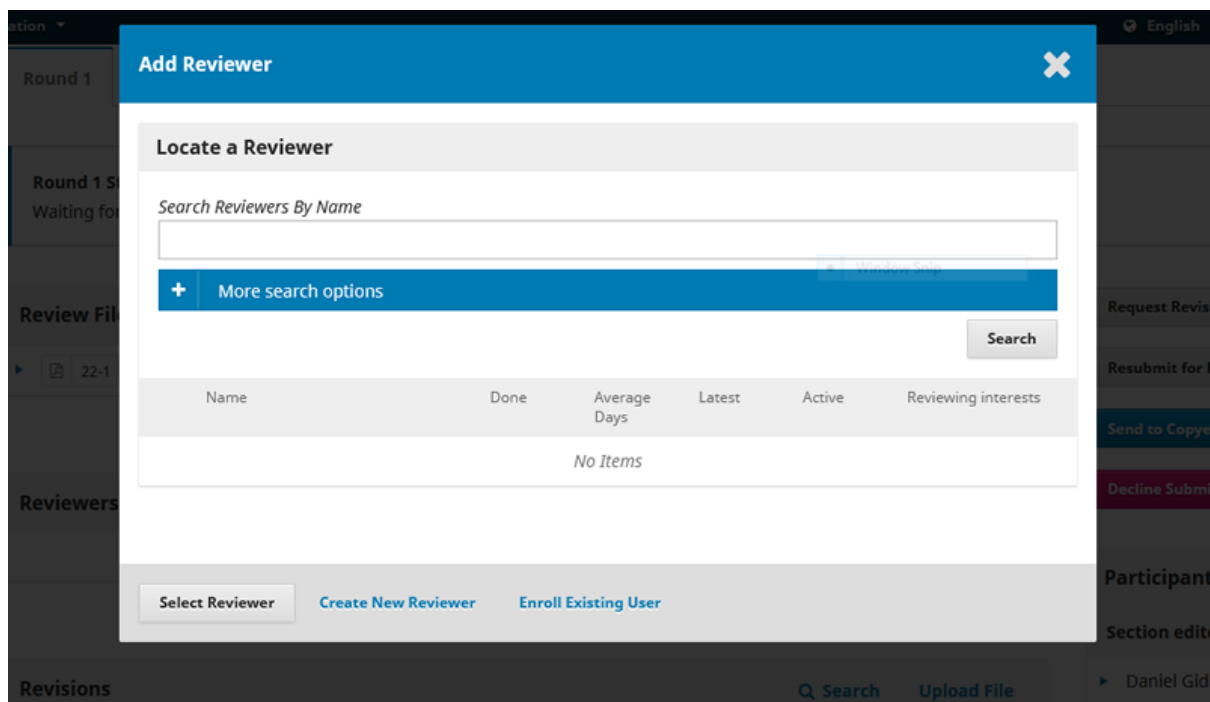 ation
English
Round 1
Add Reviewer
Locate a Reviewer
Round 1
Waiting for
Search Reviewers By Name
Window Snip
+ More search options
Review Fil
Request Revis
Search
22-1
Resubmit for
Name Done Average Days Latest Active Reviewing interests
Send to Copye
No Items
Decline Submi
Reviewers
Participant
Select Reviewer Create New Reviewer Enroll Existing User
Section edit
Revisions
Search Upload File
Daniel Gid